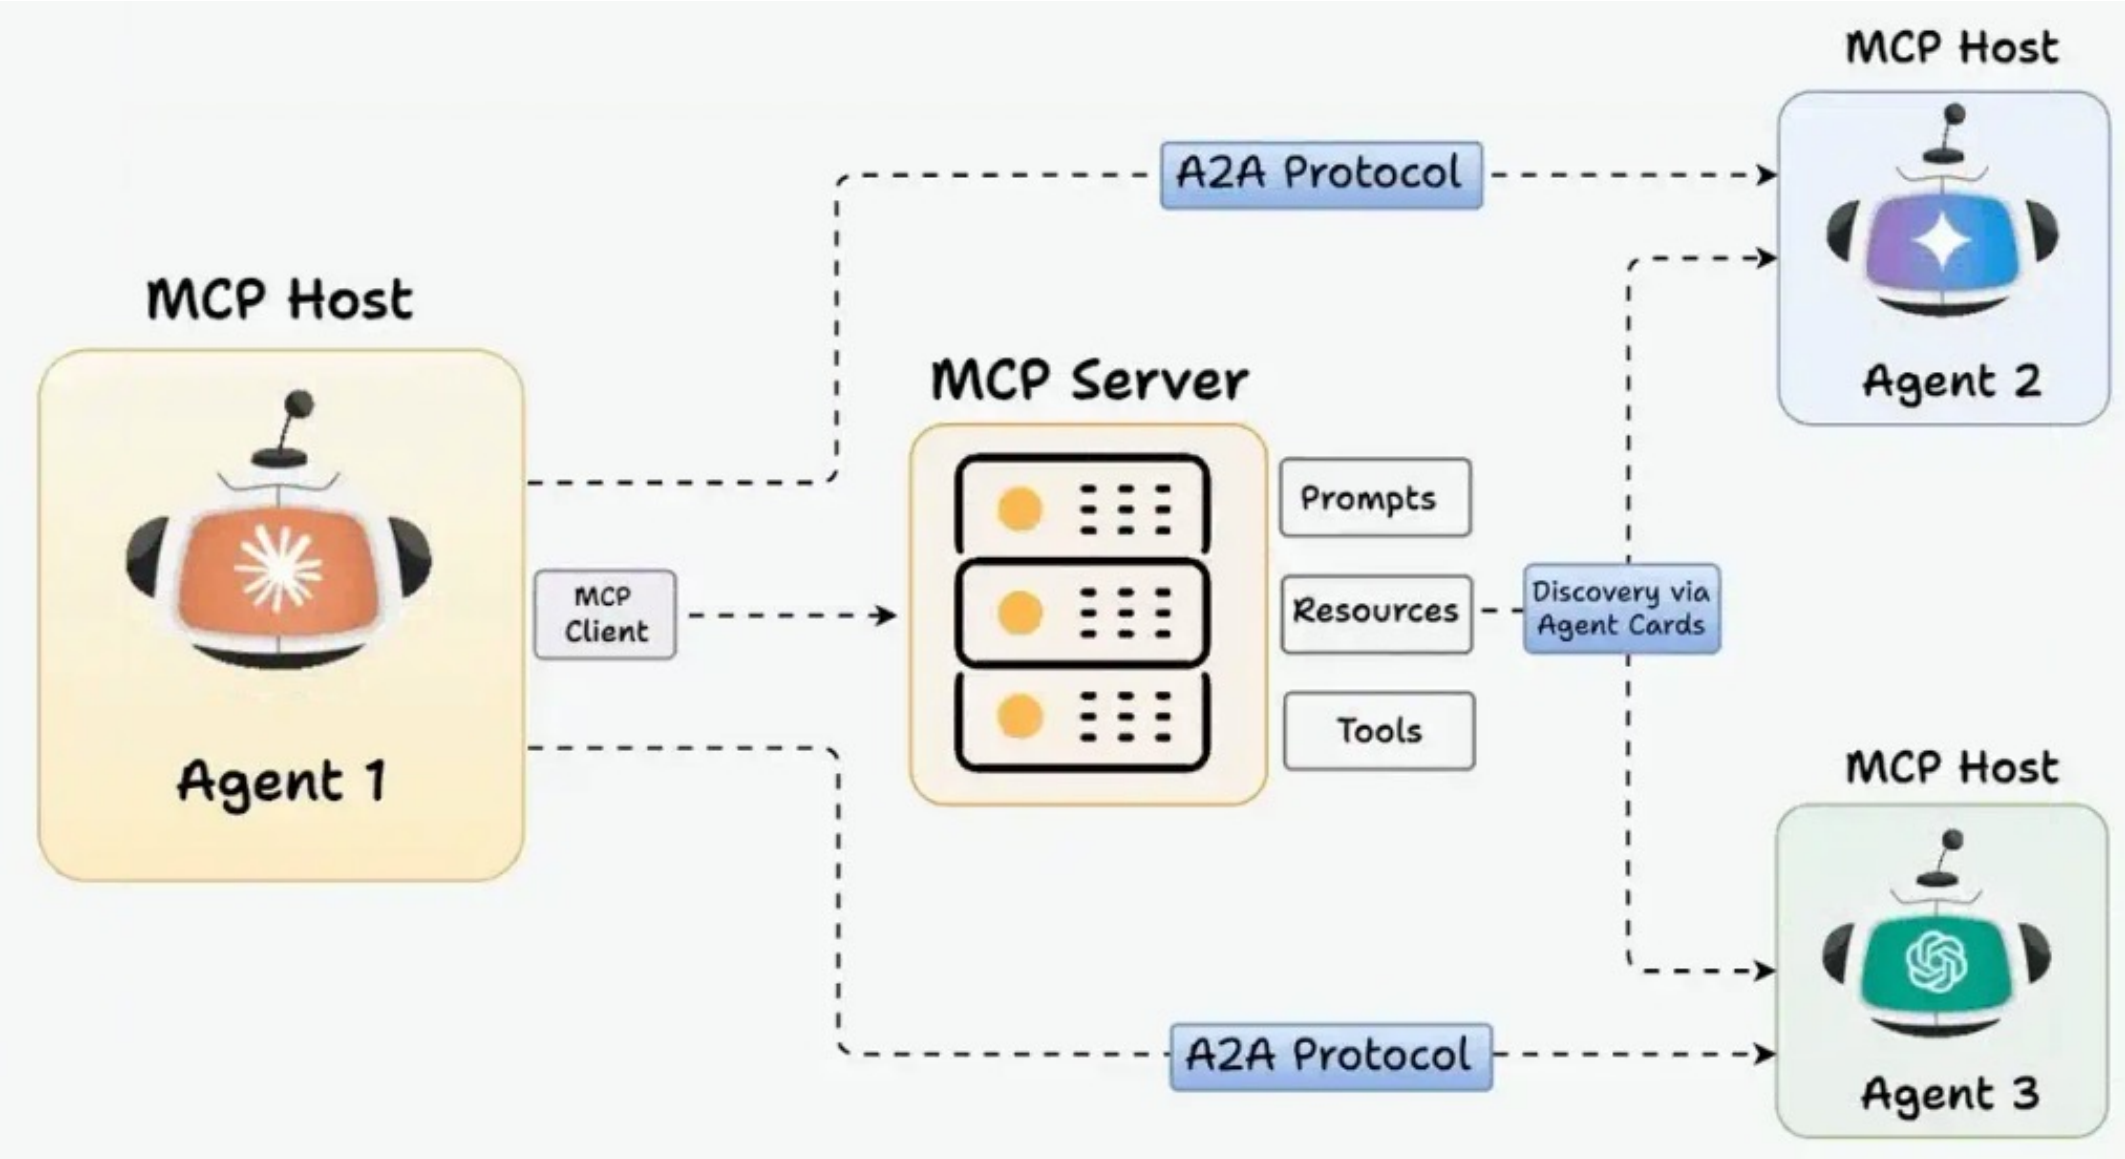 MCP Host
A2A Protocol
MCP Host
Agent 2
MCP Server
MCP
Client
Prompts
Resources
Tools
Discovery via
Agent Cards
Agent 1
MCP Host
A2A Protocol
Agent 3